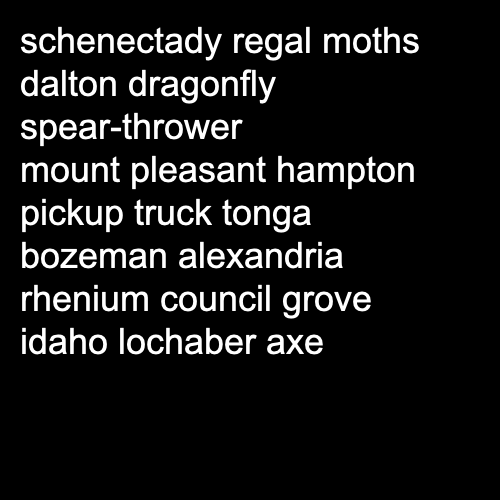 schenectady regal moths
dalton dragonfly
spear-thrower
mount pleasant hampton
pickup truck tonga
bozeman alexandria
rhenium council grove
idaho lochaber axe